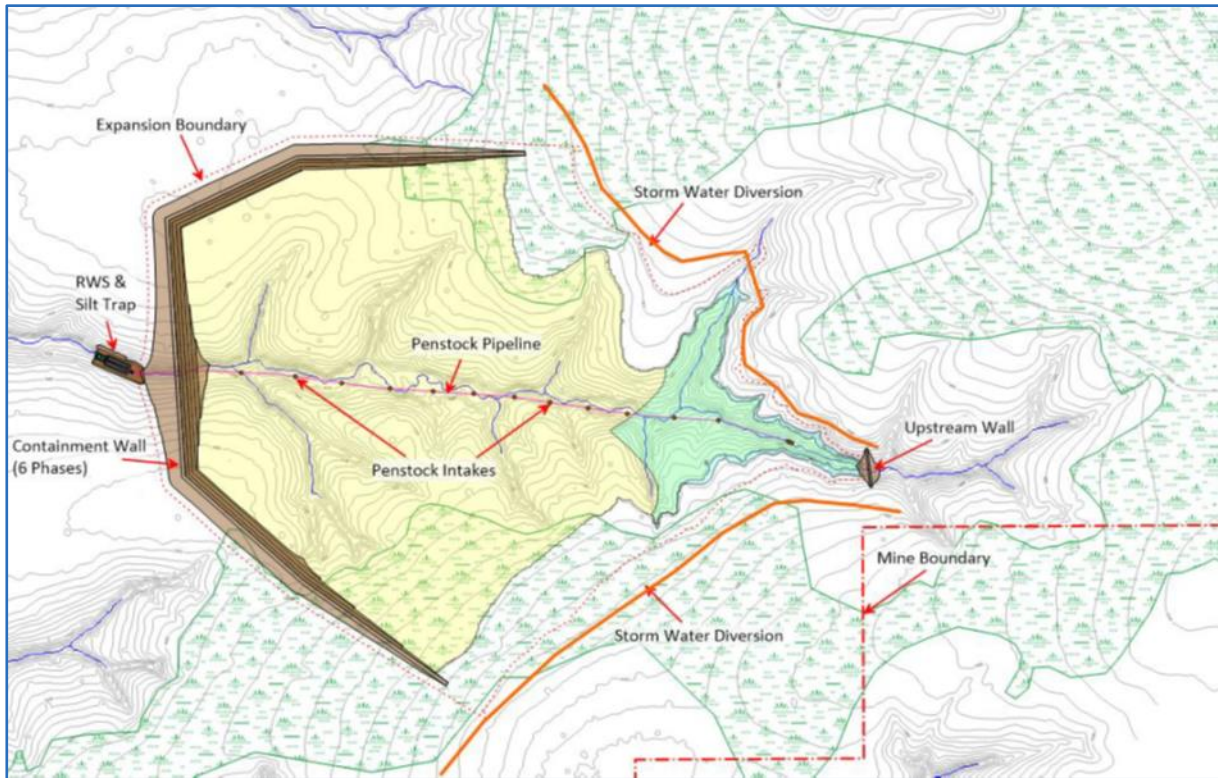 Expansion Boundary
Storm Water Diversion
RWS &
Silt Trap
Penstock Pipeline
Containment Wall
(6 Phases)
Penstock Intakes
Upstream Wall
Mine Boundary
Storm Water Diversion